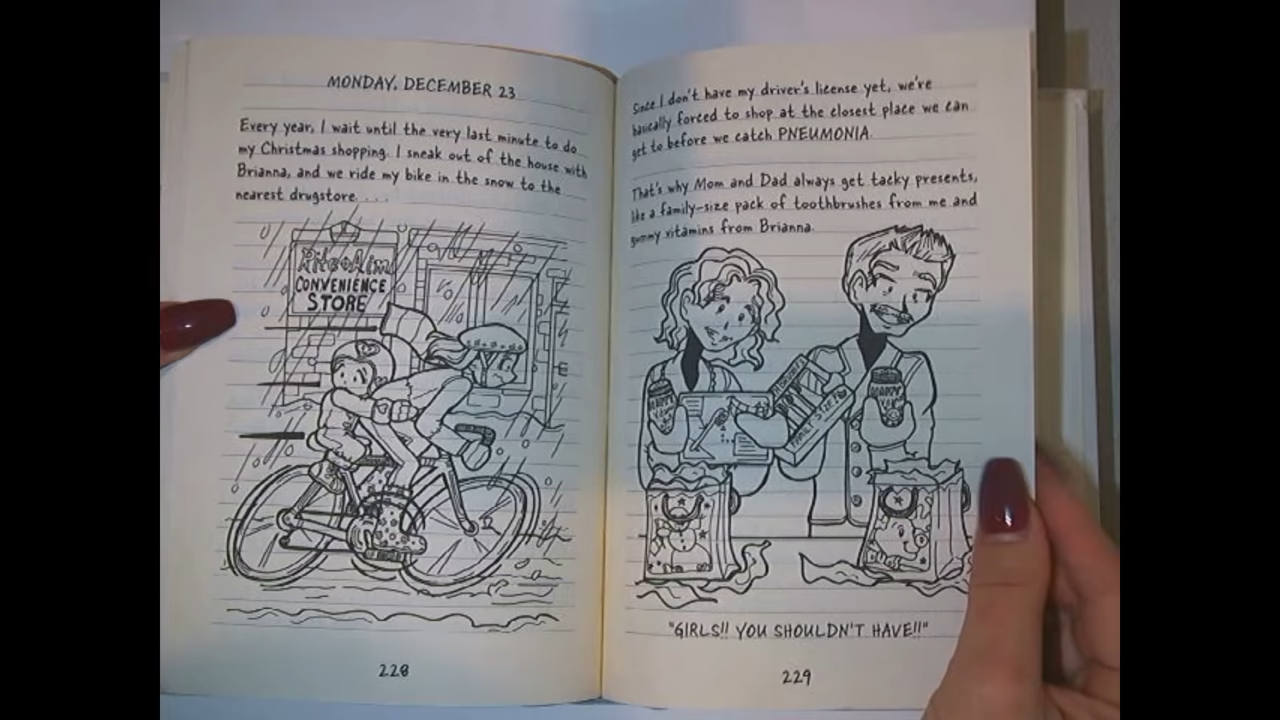 MONDAY, DECEMBER 23
Every year, I wait until the very last minute to do
my Christmas shopping. I sneak out of the house with
Brianna, and we ride my bike in the snow to the
nearest drugstore. . . .
Rite-Aim
CONVENIENCE
STORE
228
Since I don't have my driver's license yet, we're
basically forced to shop at the closest place we can
get to before we catch PNEUMONIA.
That's why Mom and Dad always get tacky presents,
like a family-size pack of toothbrushes from me and
gummy vitamins from Brianna.
FAMILY SIZE
"GIRLS!! YOU SHOULDN'T HAVE!!"
229